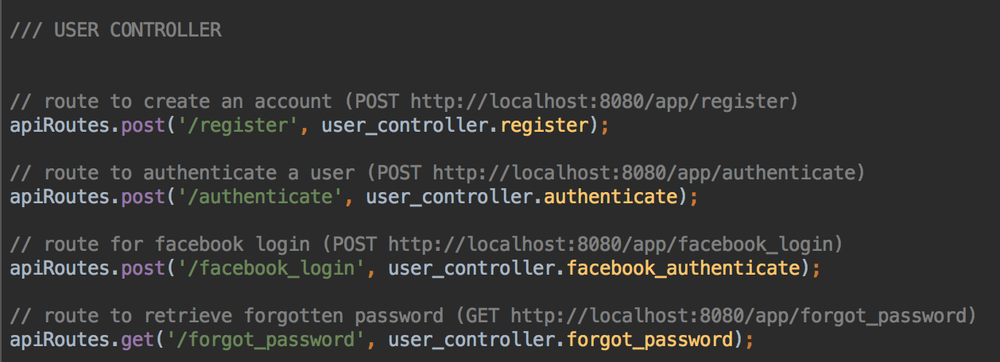 /// USER CONTROLLER
// route to create an account (POST http://localhost:8080/app/register)
apiRoutes.post('/register', user_controller.register);
// route to authenticate a user (POST http://localhost:8080/app/authenticate)
apiRoutes.post('/authenticate', user_controller.authenticate);
// route for facebook login (POST http://localhost:8080/app/facebook_login)
apiRoutes.post('/facebook_login', user_controller.facebook_authenticate);
// route to retrieve forgotten password (GET http://localhost:8080/app/forgot_password)
apiRoutes.get('/forgot_password', user_controller.forgot_password);